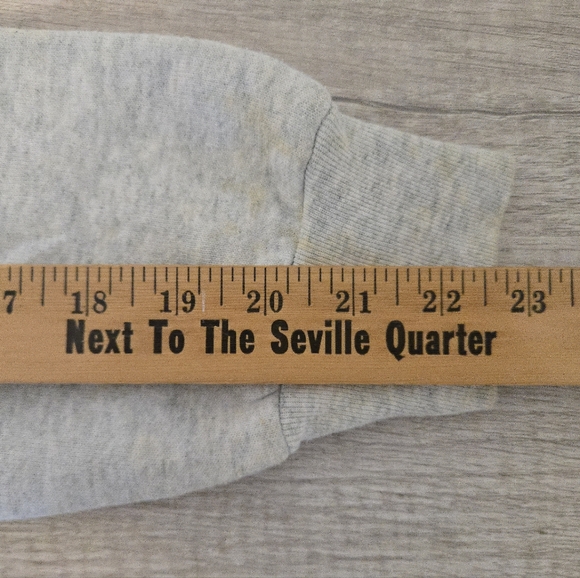 7 18 19 20 21 22 23
Next To The Seville Quarter